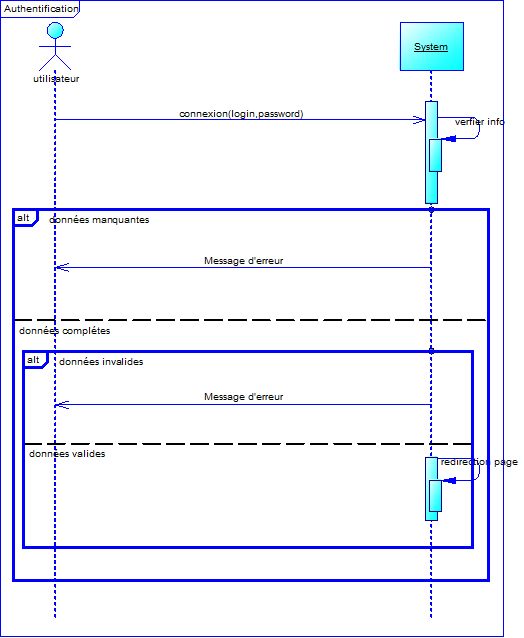 Authentification
System
utilisateur
connexion(login,password)
verfier info
alt
données manquantes
Message d'erreur
données complétes
alt
données invalides
Message d'erreur
données valides
redirection page